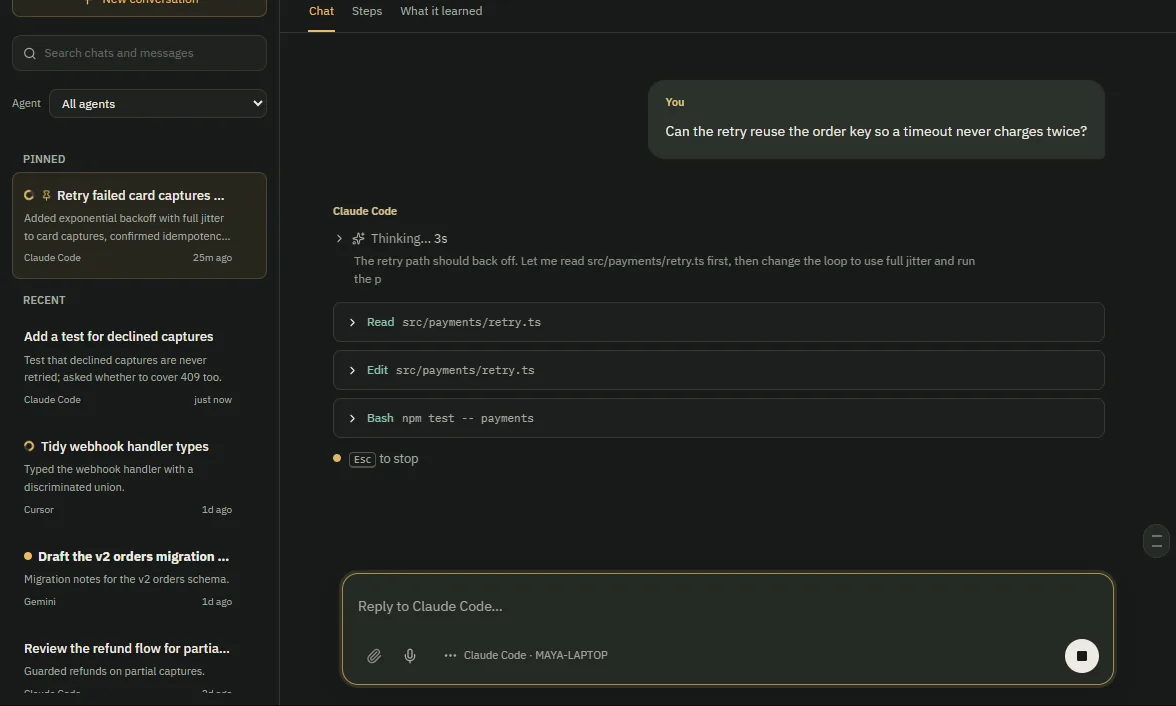 New conversation
Search chats and messages
Agent
All agents
PINNED
Retry failed card captures ...
Added exponential backoff with full jitter
to card captures, confirmed idempotenc...
Claude Code
25m ago
RECENT
Add a test for declined captures
Test that declined captures are never
retried; asked whether to cover 409 too.
Claude Code
just now
Tidy webhook handler types
Typed the webhook handler with a
discriminated union.
Cursor
1d ago
Draft the v2 orders migration ...
Migration notes for the v2 orders schema.
Gemini
1d ago
Review the refund flow for partia...
Guarded refunds on partial captures.
Claude Code
2d ago
Chat
Steps
What it learned
You
Can the retry reuse the order key so a timeout never charges twice?
Claude Code
Thinking... 3s
The retry path should back off. Let me read src/payments/retry.ts first, then change the loop to use full jitter and run
the p
Read src/payments/retry.ts
Edit src/payments/retry.ts
Bash npm test -- payments
Esc to stop
Reply to Claude Code...
Claude Code · MAYA-LAPTOP